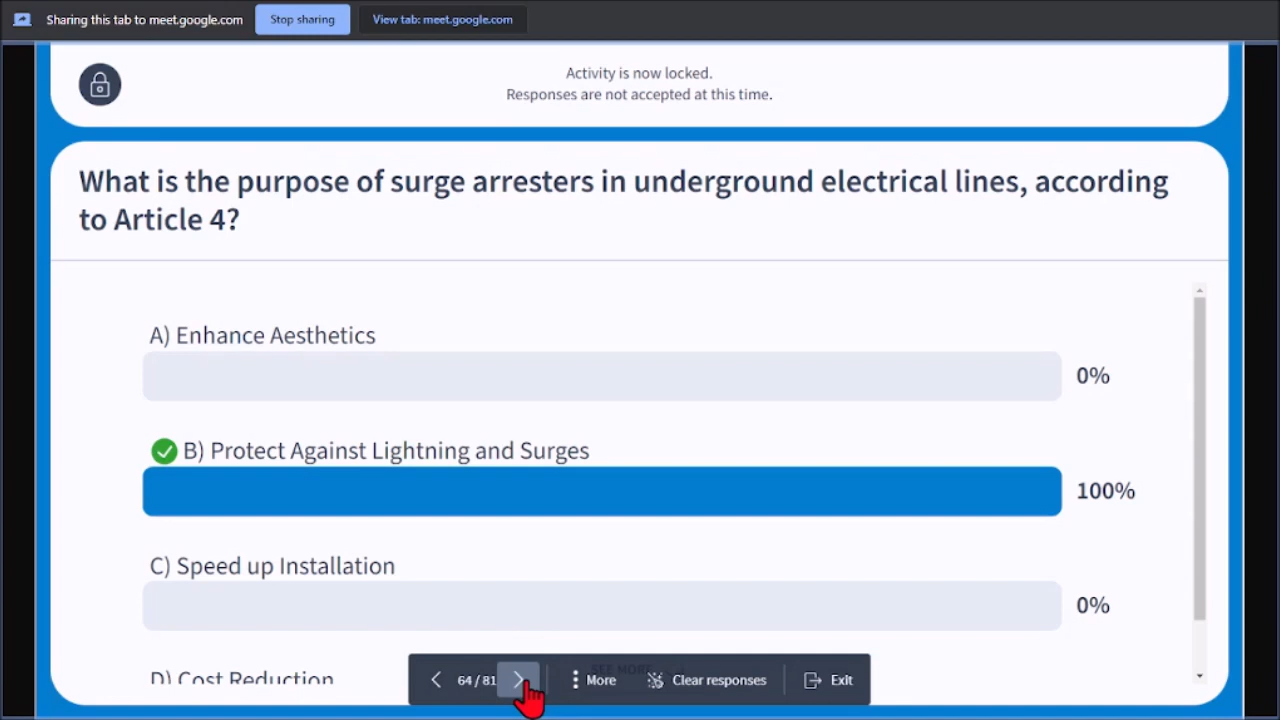 Sharing this tab to meet.google.com
Stop sharing
View tab: meet.google.com
Activity is now locked.
Responses are not accepted at this time.
What is the purpose of surge arresters in underground electrical lines, according
to Article 4?
A) Enhance Aesthetics
0%
B) Protect Against Lightning and Surges
100%
C) Speed up Installation
0%
D) Cost Reduction
SEE MORE
64 / 81
More
Clear responses
Exit